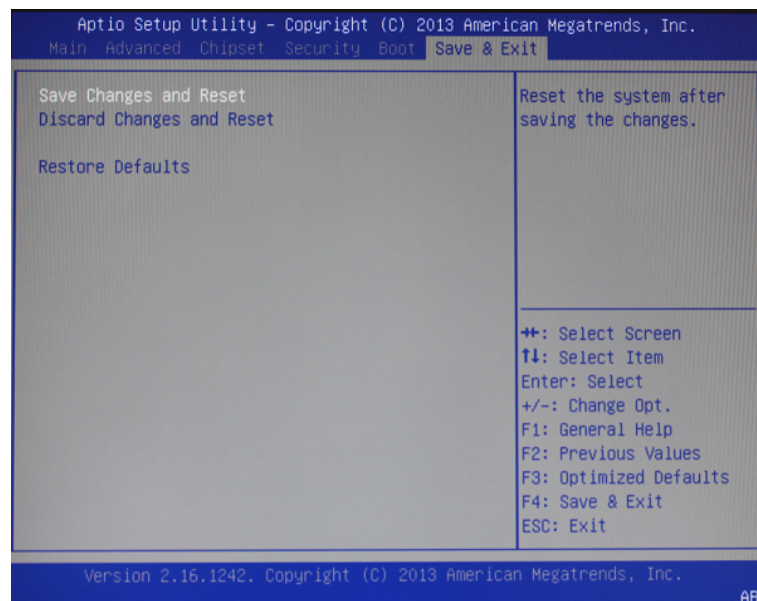 Aptio Setup Utility – Copyright (C) 2013 American Megatrends, Inc.
Main Advanced Chipset Security Boot Save & Exit
Save Changes and Reset
Discard Changes and Reset
Restore Defaults
Reset the system after
saving the changes.
→←: Select Screen
↑↓: Select Item
Enter: Select
+/-: Change Opt.
F1: General Help
F2: Previous Values
F3: Optimized Defaults
F4: Save & Exit
ESC: Exit
Version 2.16.1242. Copyright (C) 2013 American Megatrends, Inc.
AB